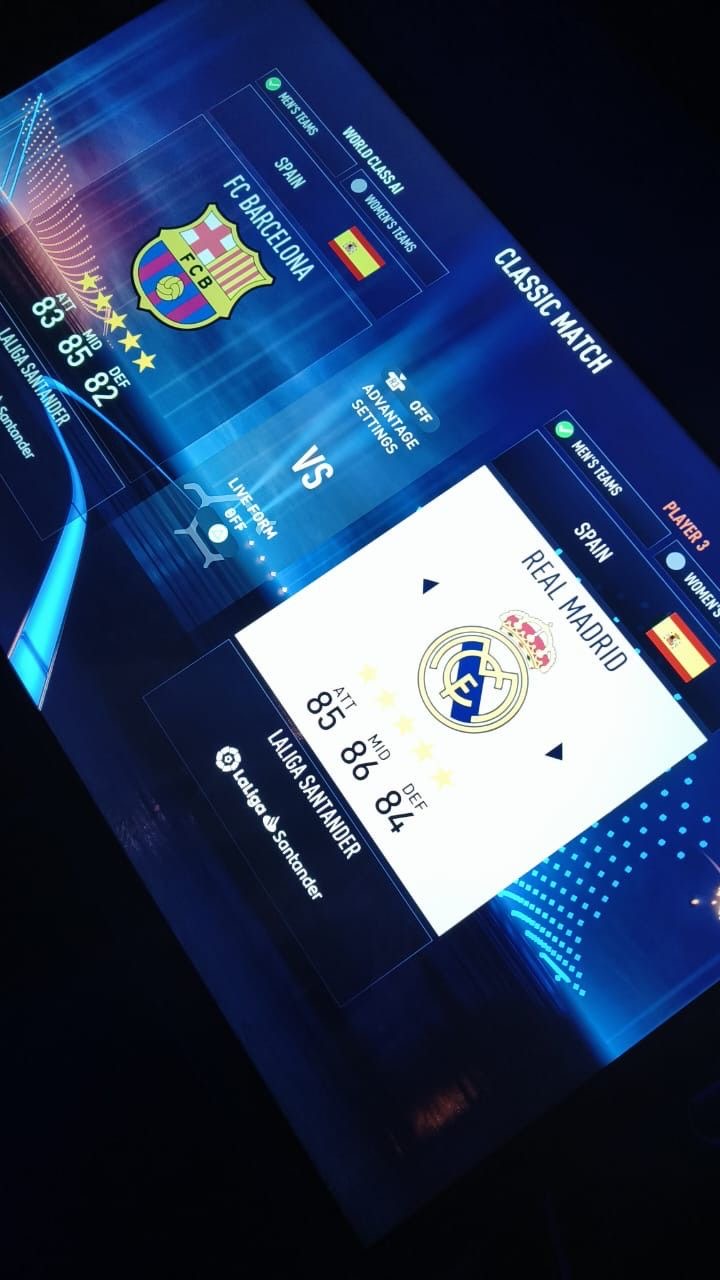 CLASSIC MATCH
WORLD CLASS AI
MEN'S TEAMS
WOMEN'S TEAMS
SPAIN
FC BARCELONA
FCB
ATT MID DEF
83 85 82
LALIGA SANTANDER
Santander
OFF
ADVANTAGE
SETTINGS
VS
LIVE FORM
OFF
PLAYER 3
MEN'S TEAMS
WOMEN'S
SPAIN
REAL MADRID
ATT MID DEF
85 86 84
LALIGA SANTANDER
LaLiga Santander